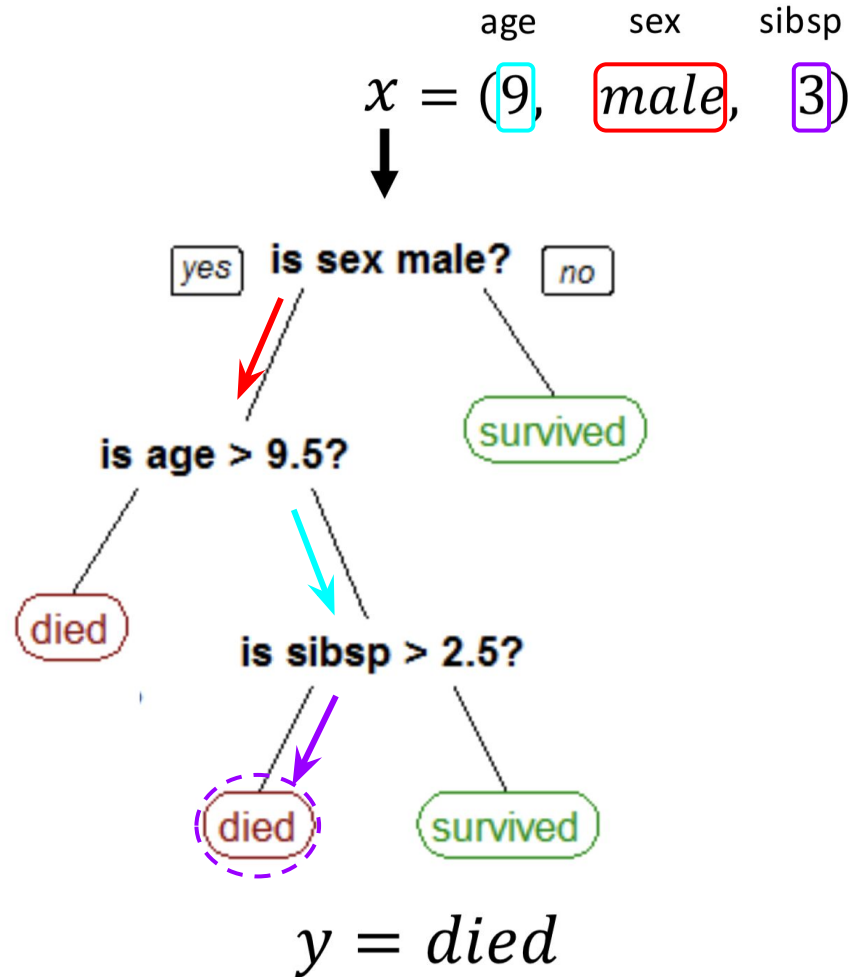 age sex sibsp
x = (9, male, 3)
yes is sex male? no
survived
is age > 9.5?
died
is sibsp > 2.5?
died survived
y = died